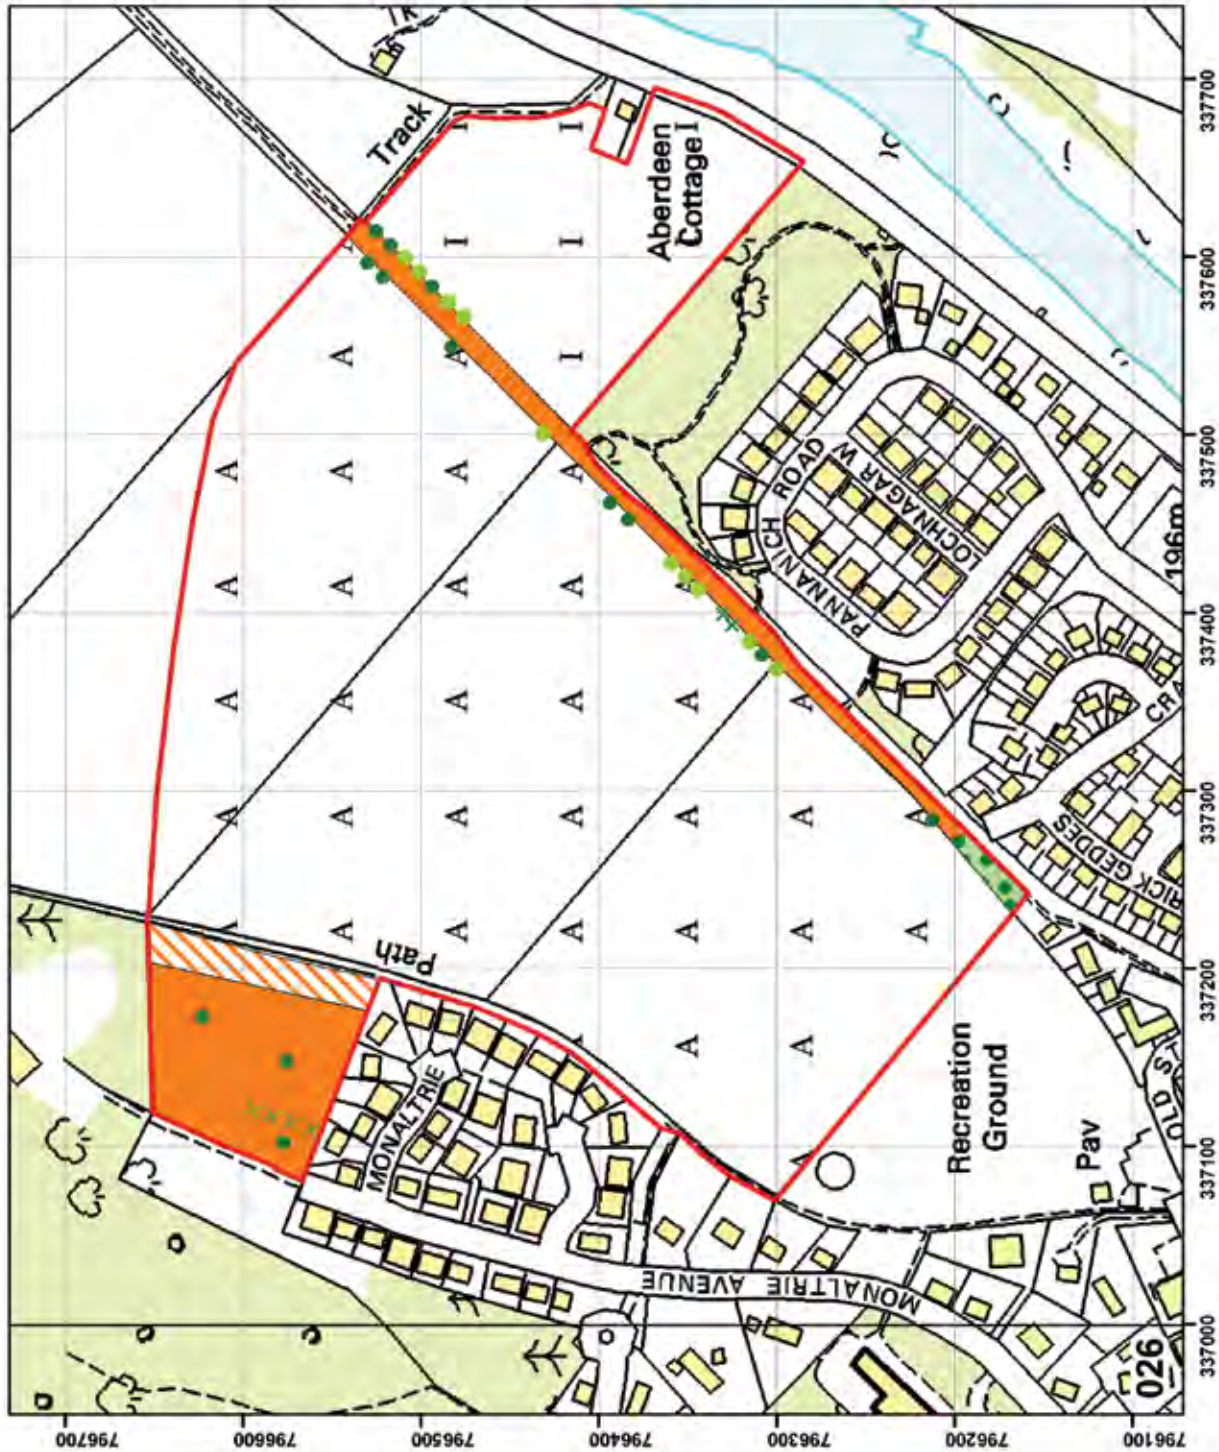 Track
Aberdeen
Cottage
Path
MONALTRIE
PANNANICH ROAD
LOCHNAGAR W
RICK GEDDES
CRA
Recreation
Ground
Pav
OLD S
MONALTRIE AVENUE
196m
026
A A A A
A A A
A A A
A A A
A A A A
A A A A A A A
A A A A A A
A A
A
I I I
I I I
I
796700
796600
796500
796400
796300
796200
796100
337000
337100
337200
337300
337400
337500
337600
337700